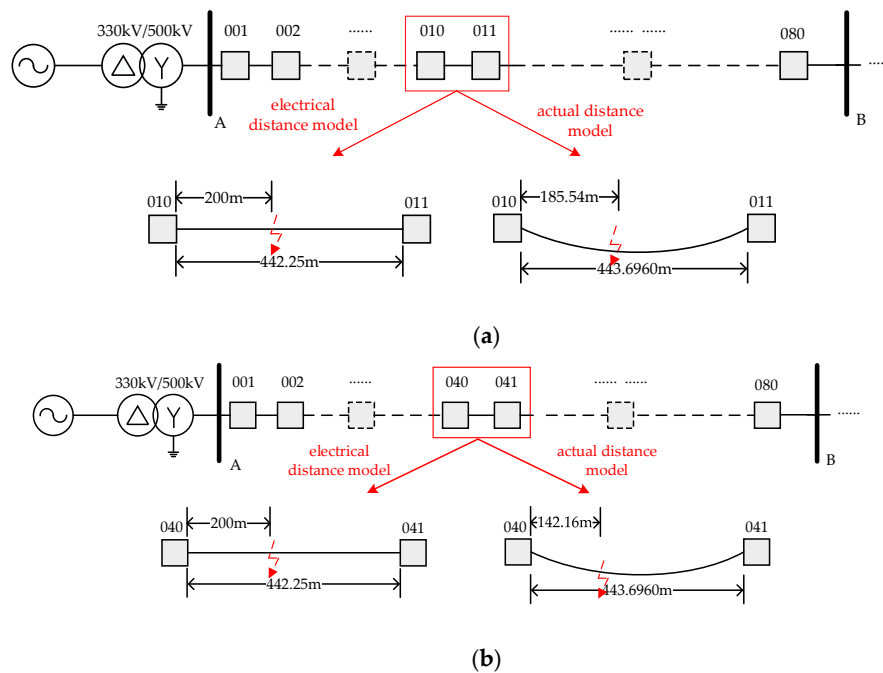 330kV/500kV
001
002
......
010
011
...... ......
080
....
A
B
electrical
distance model
actual distance
model
010
200m
011
442.25m
010
185.54m
011
443.6960m
(a)
330kV/500kV
001
002
......
040
041
...... ......
080
......
A
B
electrical
distance model
actual distance
model
040
200m
041
442.25m
040
142.16m
041
443.6960m
(b)